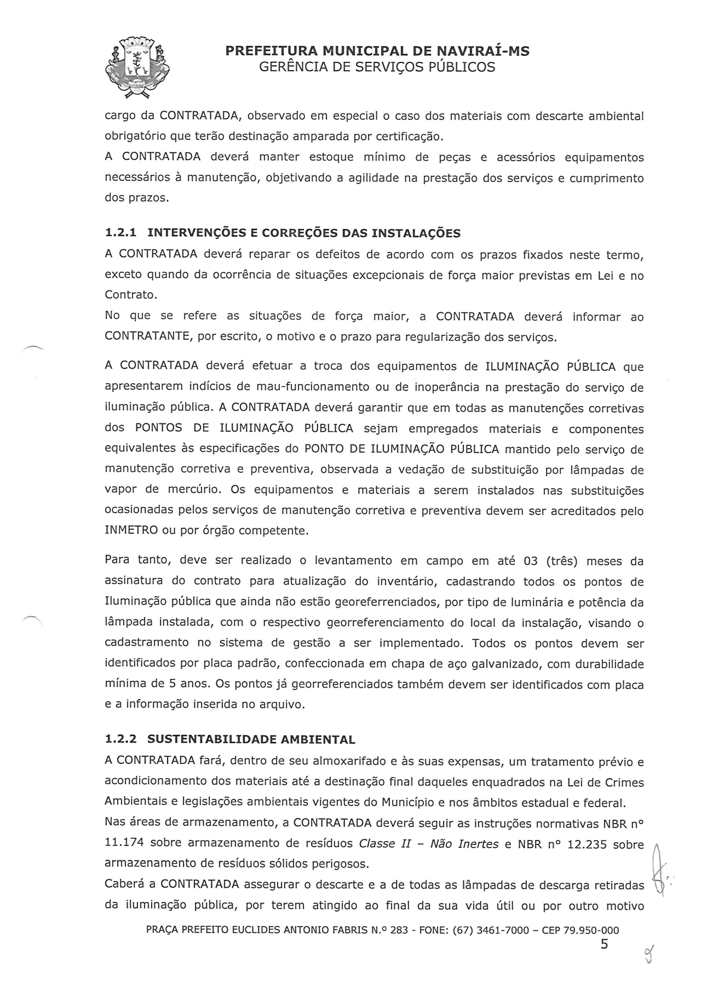 PREFEITURA MUNICIPAL DE NAVIRAÍ-MS
GERÊNCIA DE SERVIÇOS PÚBLICOS
cargo da CONTRATADA, observado em especial o caso dos materiais com descarte ambiental
obrigatório que terão destinação amparada por certificação.
A CONTRATADA deverá manter estoque mínimo de peças e acessórios equipamentos
necessários à manutenção, objetivando a agilidade na prestação dos serviços e cumprimento
dos prazos.
1.2.1 INTERVENÇÕES E CORREÇÕES DAS INSTALAÇÕES
A CONTRATADA deverá reparar os defeitos de acordo com os prazos fixados neste termo,
exceto quando da ocorrência de situações excepcionais de força maior previstas em Lei e no
Contrato.
No que se refere as situações de força maior, a CONTRATADA deverá informar ao
CONTRATANTE, por escrito, o motivo e o prazo para regularização dos serviços.
A CONTRATADA deverá efetuar a troca dos equipamentos de ILUMINAÇÃO PÚBLICA que
apresentarem indícios de mau-funcionamento ou de inoperância na prestação do serviço de
iluminação pública. A CONTRATADA deverá garantir que em todas as manutenções corretivas
dos PONTOS DE ILUMINAÇÃO PÚBLICA sejam empregados materiais e componentes
equivalentes às especificações do PONTO DE ILUMINAÇÃO PÚBLICA mantido pelo serviço de
manutenção corretiva e preventiva, observada a vedação de substituição por lâmpadas de
vapor de mercúrio. Os equipamentos e materiais a serem instalados nas substituições
ocasionadas pelos serviços de manutenção corretiva e preventiva devem ser acreditados pelo
INMETRO ou por órgão competente.
Para tanto, deve ser realizado o levantamento em campo em até 03 (três) meses da
assinatura do contrato para atualização do inventário, cadastrando todos os pontos de
Iluminação pública que ainda não estão georeferrenciados, por tipo de luminária e potência da
lâmpada instalada, com o respectivo georreferenciamento do local da instalação, visando o
cadastramento no sistema de gestão a ser implementado. Todos os pontos devem ser
identificados por placa padrão, confeccionada em chapa de aço galvanizado, com durabilidade
mínima de 5 anos. Os pontos já georreferenciados também devem ser identificados com placa
e a informação inserida no arquivo.
1.2.2 SUSTENTABILIDADE AMBIENTAL
A CONTRATADA fará, dentro de seu almoxarifado e às suas expensas, um tratamento prévio e
acondicionamento dos materiais até a destinação final daqueles enquadrados na Lei de Crimes
Ambientais e legislações ambientais vigentes do Município e nos âmbitos estadual e federal.
Nas áreas de armazenamento, a CONTRATADA deverá seguir as instruções normativas NBR nº
11.174 sobre armazenamento de resíduos Classe II – Não Inertes e NBR nº 12.235 sobre
armazenamento de resíduos sólidos perigosos.
Caberá a CONTRATADA assegurar o descarte e a de todas as lâmpadas de descarga retiradas
da iluminação pública, por terem atingido ao final da sua vida útil ou por outro motivo
PRAÇA PREFEITO EUCLIDES ANTONIO FABRIS N.º 283 - FONE: (67) 3461-7000 – CEP 79.950-000
5